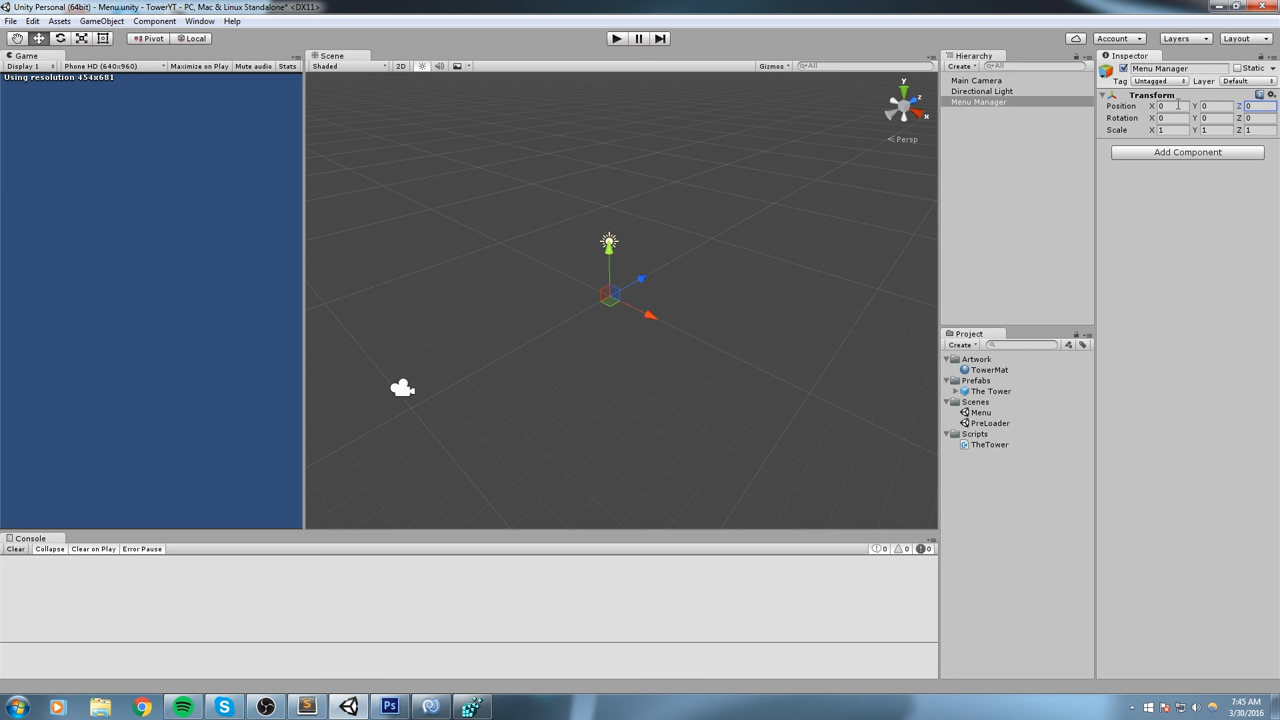 Unity Personal (64bit) - Menu.unity - TowerYT - PC, Mac & Linux Standalone* <DX11>
File Edit Assets GameObject Component Window Help
Pivot Local Account Layers Layout
Game Scene Hierarchy Inspector
Display 1 Phone HD (640x960) Maximize on Play Mute audio Stats Shaded 2D Gizmos All Create All
Using resolution 454x681
Menu Manager Static
Tag Untagged Layer Default
Main Camera
Directional Light
Menu Manager
Transform
Position X 0 Y 0 Z 0
Rotation X 0 Y 0 Z 0
Scale X 1 Y 1 Z 1
Add Component
y
z
x
Persp
Project
Create
Artwork
TowerMat
Prefabs
The Tower
Scenes
Menu
PreLoader
Scripts
TheTower
Console
Clear Collapse Clear on Play Error Pause 0 0 0
Ps
7:45 AM
3/30/2016